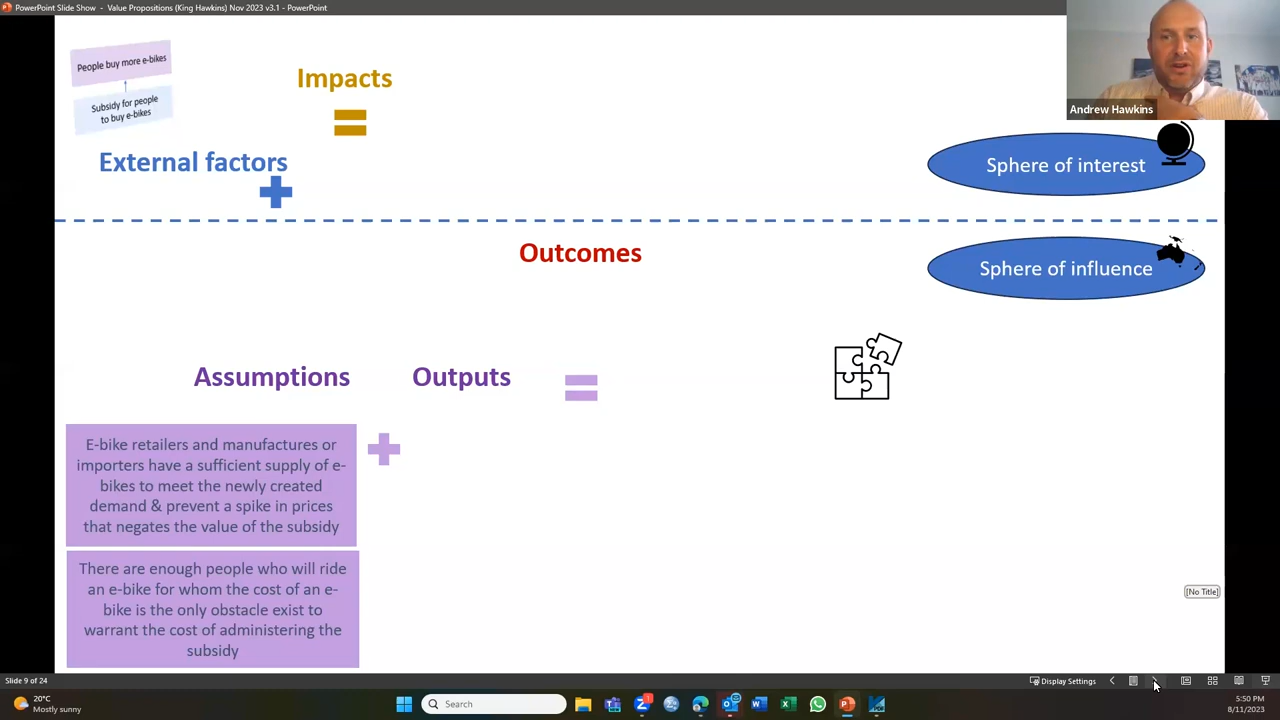 PowerPoint Slide Show - Value Propositions (King Hawkins) Nov 2023 v3.1 - PowerPoint
People buy more e-bikes
Subsidy for people
to buy e-bikes
Impacts
Andrew Hawkins
External factors
Sphere of interest
Outcomes
Sphere of influence
Assumptions
Outputs
E-bike retailers and manufactures or
importers have a sufficient supply of e-
bikes to meet the newly created
demand & prevent a spike in prices
that negates the value of the subsidy
There are enough people who will ride
an e-bike for whom the cost of an e-
bike is the only obstacle exist to
warrant the cost of administering the
subsidy
[No Title]
Slide 9 of 24
Display Settings
20°C
Mostly sunny
Search
5:50 PM
8/11/2023